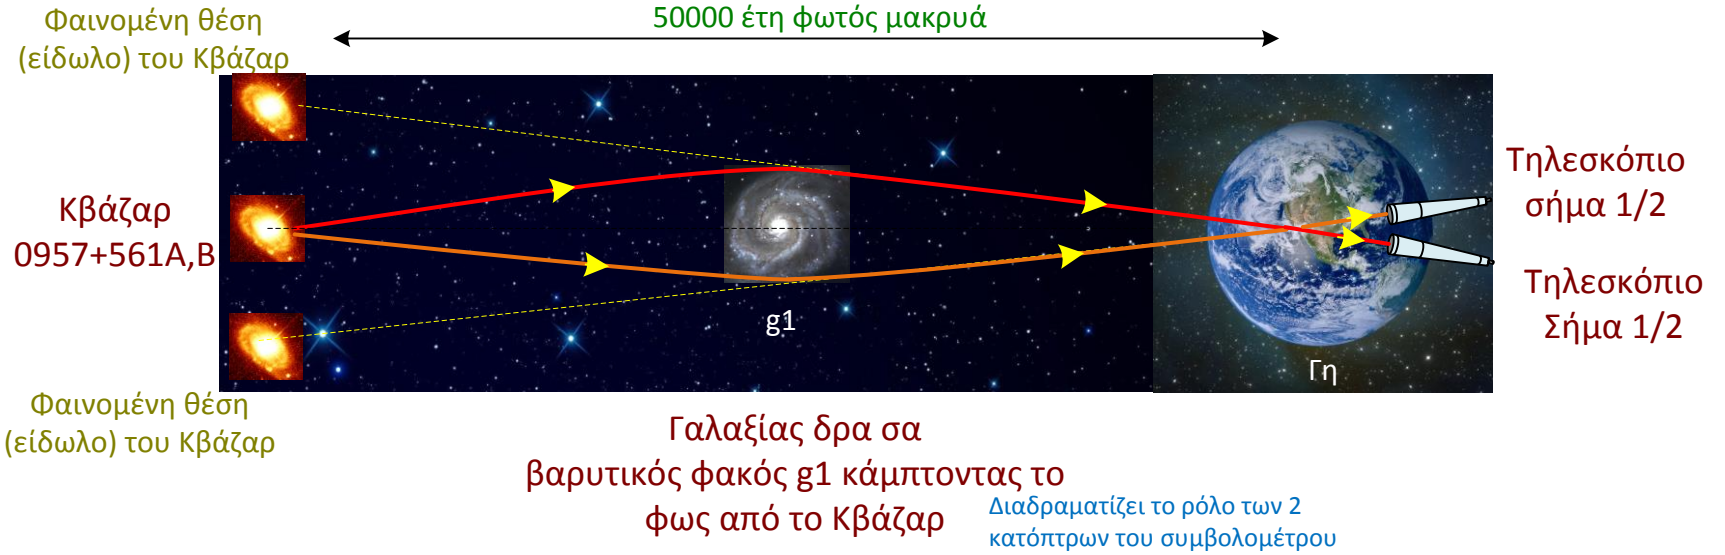 Φαινομένη θέση
(είδωλο) του Κβάζαρ
50000 έτη φωτός μακρυά
Κβάζαρ
0957+561A,B
g1
Γη
Τηλεσκόπιο
σήμα 1/2
Τηλεσκόπιο
Σήμα 1/2
Φαινομένη θέση
(είδωλο) του Κβάζαρ
Γαλαξίας δρα σα
βαρυτικός φακός g1 κάμπτοντας το
φως από το Κβάζαρ
Διαδραματίζει το ρόλο των 2
κατόπτρων του συμβολομέτρου